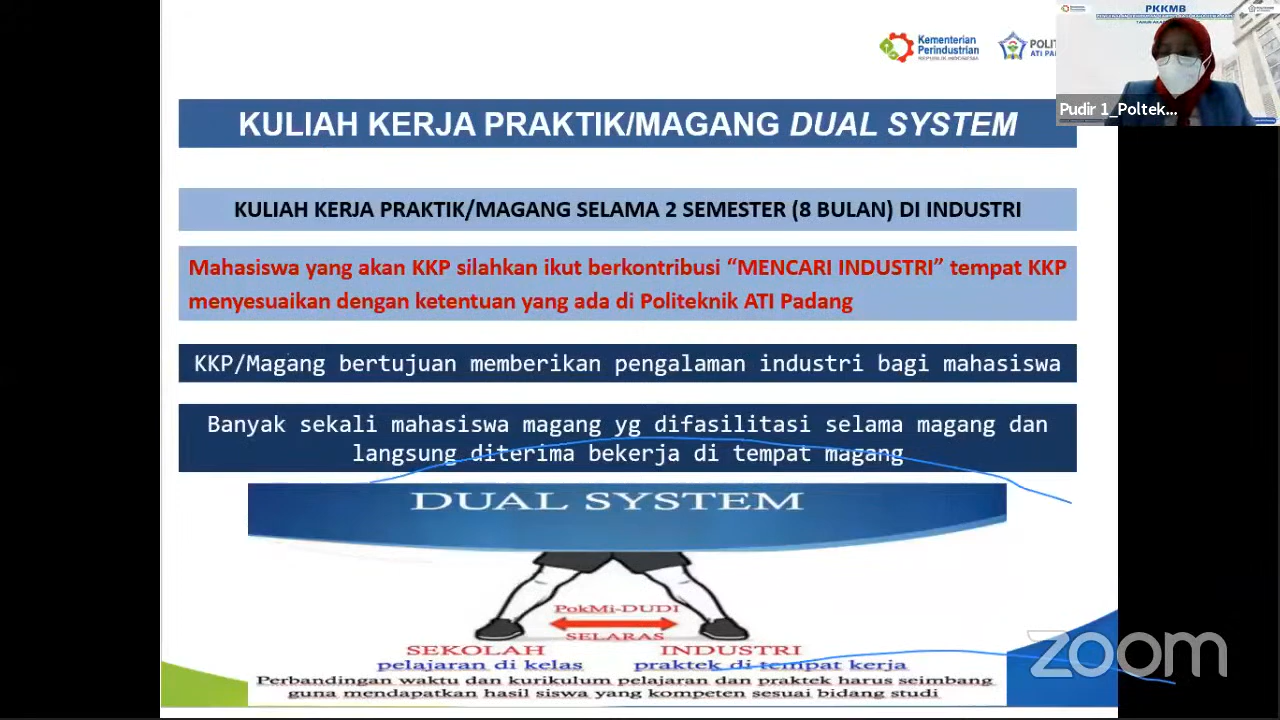 Kementerian
Perindustrian
REPUBLIK INDONESIA
POLIT
ATI PA
PKKMB
Pudir 1_Poltek...
KULIAH KERJA PRAKTIK/MAGANG DUAL SYSTEM
KULIAH KERJA PRAKTIK/MAGANG SELAMA 2 SEMESTER (8 BULAN) DI INDUSTRI
Mahasiswa yang akan KKP silahkan ikut berkontribusi “MENCARI INDUSTRI” tempat KKP
menyesuaikan dengan ketentuan yang ada di Politeknik ATI Padang
KKP/Magang bertujuan memberikan pengalaman industri bagi mahasiswa
Banyak sekali mahasiswa magang yg difasilitasi selama magang dan
langsung diterima bekerja di tempat magang
DUAL SYSTEM
PokMi-DUDI
SELARAS
SEKOLAH
pelajaran di kelas
INDUSTRI
praktek di tempat kerja
Perbandingan waktu dan kurikulum pelajaran dan praktek harus seimbang
guna mendapatkan hasil siswa yang kompeten sesuai bidang studi
zoom